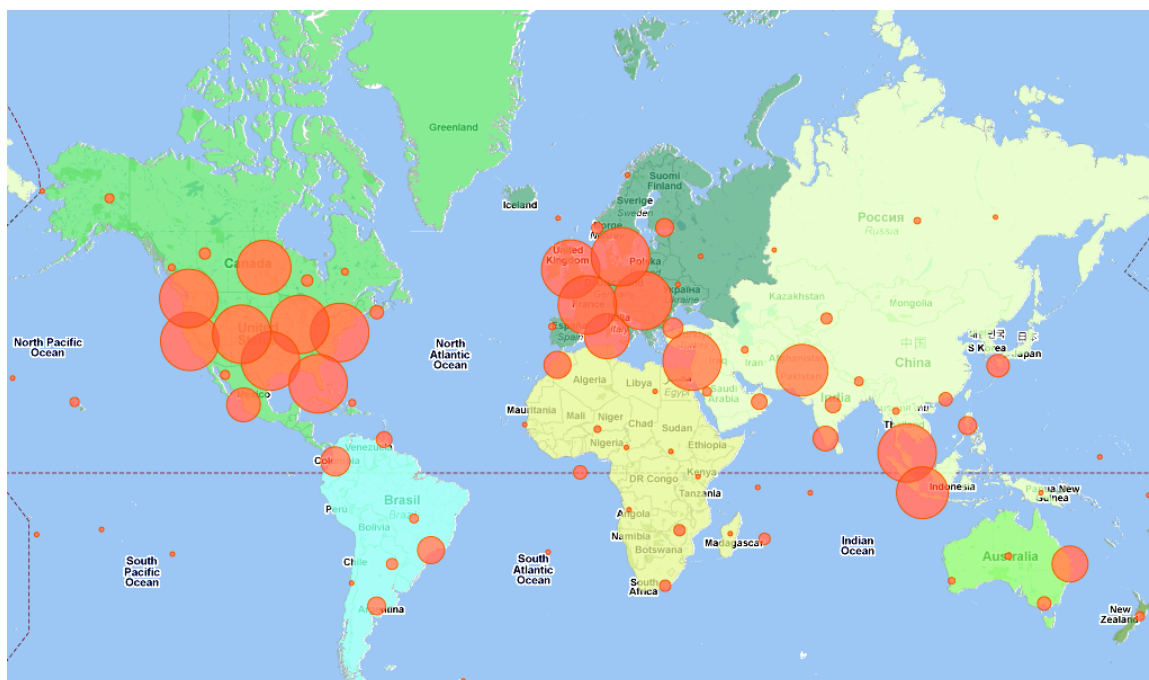 Greenland
Iceland
Suomi
Finland
Sverige
Sweden
Norge
Россия
Russia
United
Kingdom
Polska
Canada
Україна
Ukraine
France
Kazakhstan
Mongolia
España
Spain
Italy
United
North Pacific
Ocean
North
Atlantic
Ocean
中国
China
대한민국
S Korea
日本
Japan
Afghanistan
Pakistan
Iran
Iraq
Algeria
Libya
Egypt
Saudi
Arabia
India
Mexico
Mauritania
Mali
Niger
Chad
Sudan
Nigeria
Ethiopia
Venezuela
Colombia
DR Congo
Kenya
Tanzania
Indonesia
Papua New
Guinea
Brasil
Brazil
Peru
Bolivia
Angola
Namibia
Botswana
Madagascar
Indian
Ocean
Australia
Chile
South
Pacific
Ocean
South
Atlantic
Ocean
South
Africa
Argentina
New
Zealand